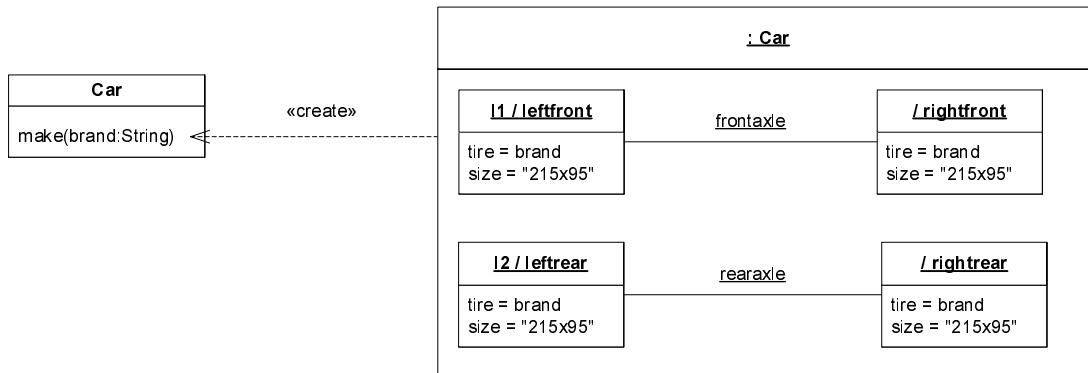 : Car
Car
make(brand:String)
«create»
l1 / leftfront
tire = brand
size = "215x95"
frontaxle
/ rightfront
tire = brand
size = "215x95"
l2 / leftrear
tire = brand
size = "215x95"
rearaxle
/ rightrear
tire = brand
size = "215x95"